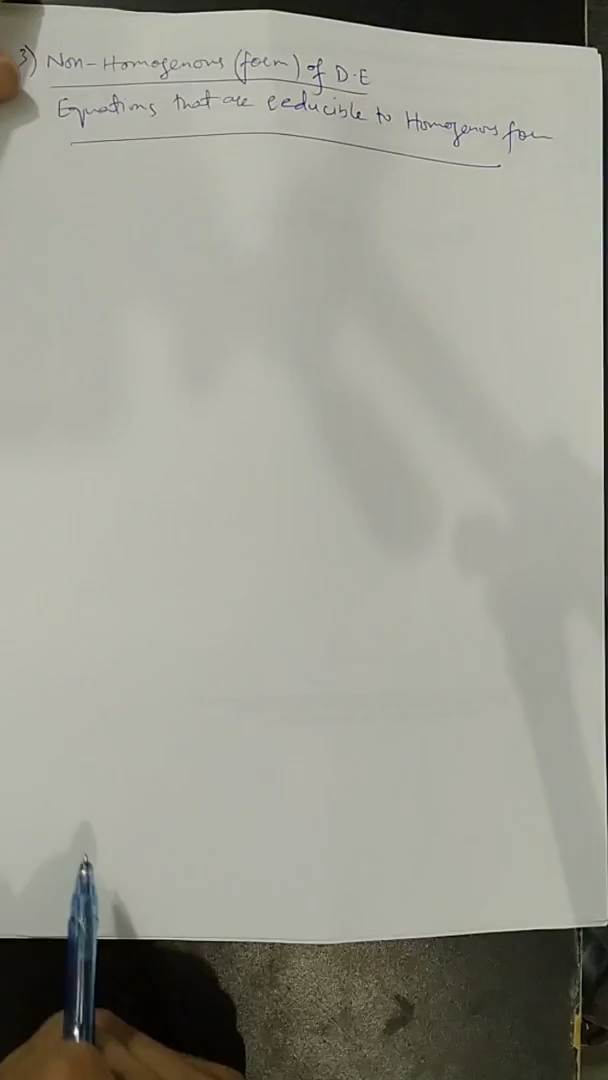 3) Non-Homogenous (form) of D.E
Equations that are reducible to Homogenous form